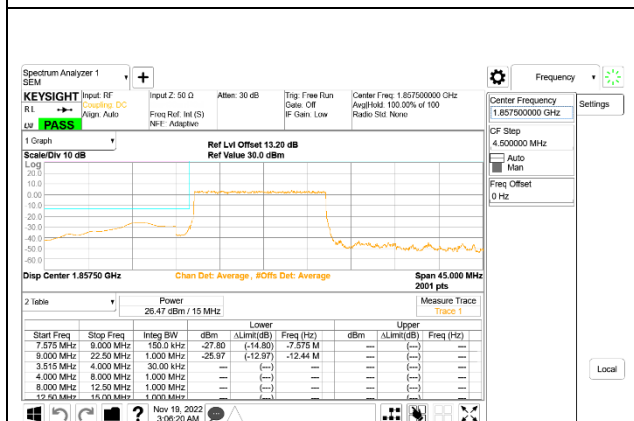 Spectrum Analyzer 1
SEM
+
Frequency
KEYSIGHT Input: RF Input Z: 50 Ω Atten: 30 dB Trig: Free Run Center Freq: 1.857500000 GHz
R L Coupling: DC Gate: Off Avg|Hold: 100.00% of 100
Align: Auto Freq Ref: Int (S) IF Gain: Low Radio Std: None
PASS NFE: Adaptive
Center Frequency
1.857500000 GHz
Settings
CF Step
4.500000 MHz
Auto
Man
Freq Offset
0 Hz
1 Graph
Ref Lvl Offset 13.20 dB
Scale/Div 10 dB Ref Value 30.0 dBm
Log
20.0
10.0
0.00
-10.0
-20.0
-30.0
-40.0
-50.0
-60.0
Disp Center 1.85750 GHz Chan Det: Average , #Offs Det: Average Span 45.000 MHz
2001 pts
2 Table Power Measure Trace
26.47 dBm / 15 MHz Trace 1
Lower Upper
Start Freq Stop Freq Integ BW dBm ΔLimit(dB) Freq (Hz) dBm ΔLimit(dB) Freq (Hz)
7.575 MHz 9.000 MHz 150.0 kHz -27.80 (-14.80) -7.575 M --- (---) ---
9.000 MHz 22.50 MHz 1.000 MHz -25.97 (-12.97) -12.44 M --- (---) ---
3.515 MHz 4.000 MHz 30.00 kHz --- (---) --- --- (---) ---
4.000 MHz 8.000 MHz 1.000 MHz --- (---) --- --- (---) ---
8.000 MHz 12.50 MHz 1.000 MHz --- (---) --- --- (---) ---
12.50 MHz 15.00 MHz 1.000 MHz --- (---) --- --- (---) ---
Local
? Nov 19, 2022
3:06:20 AM